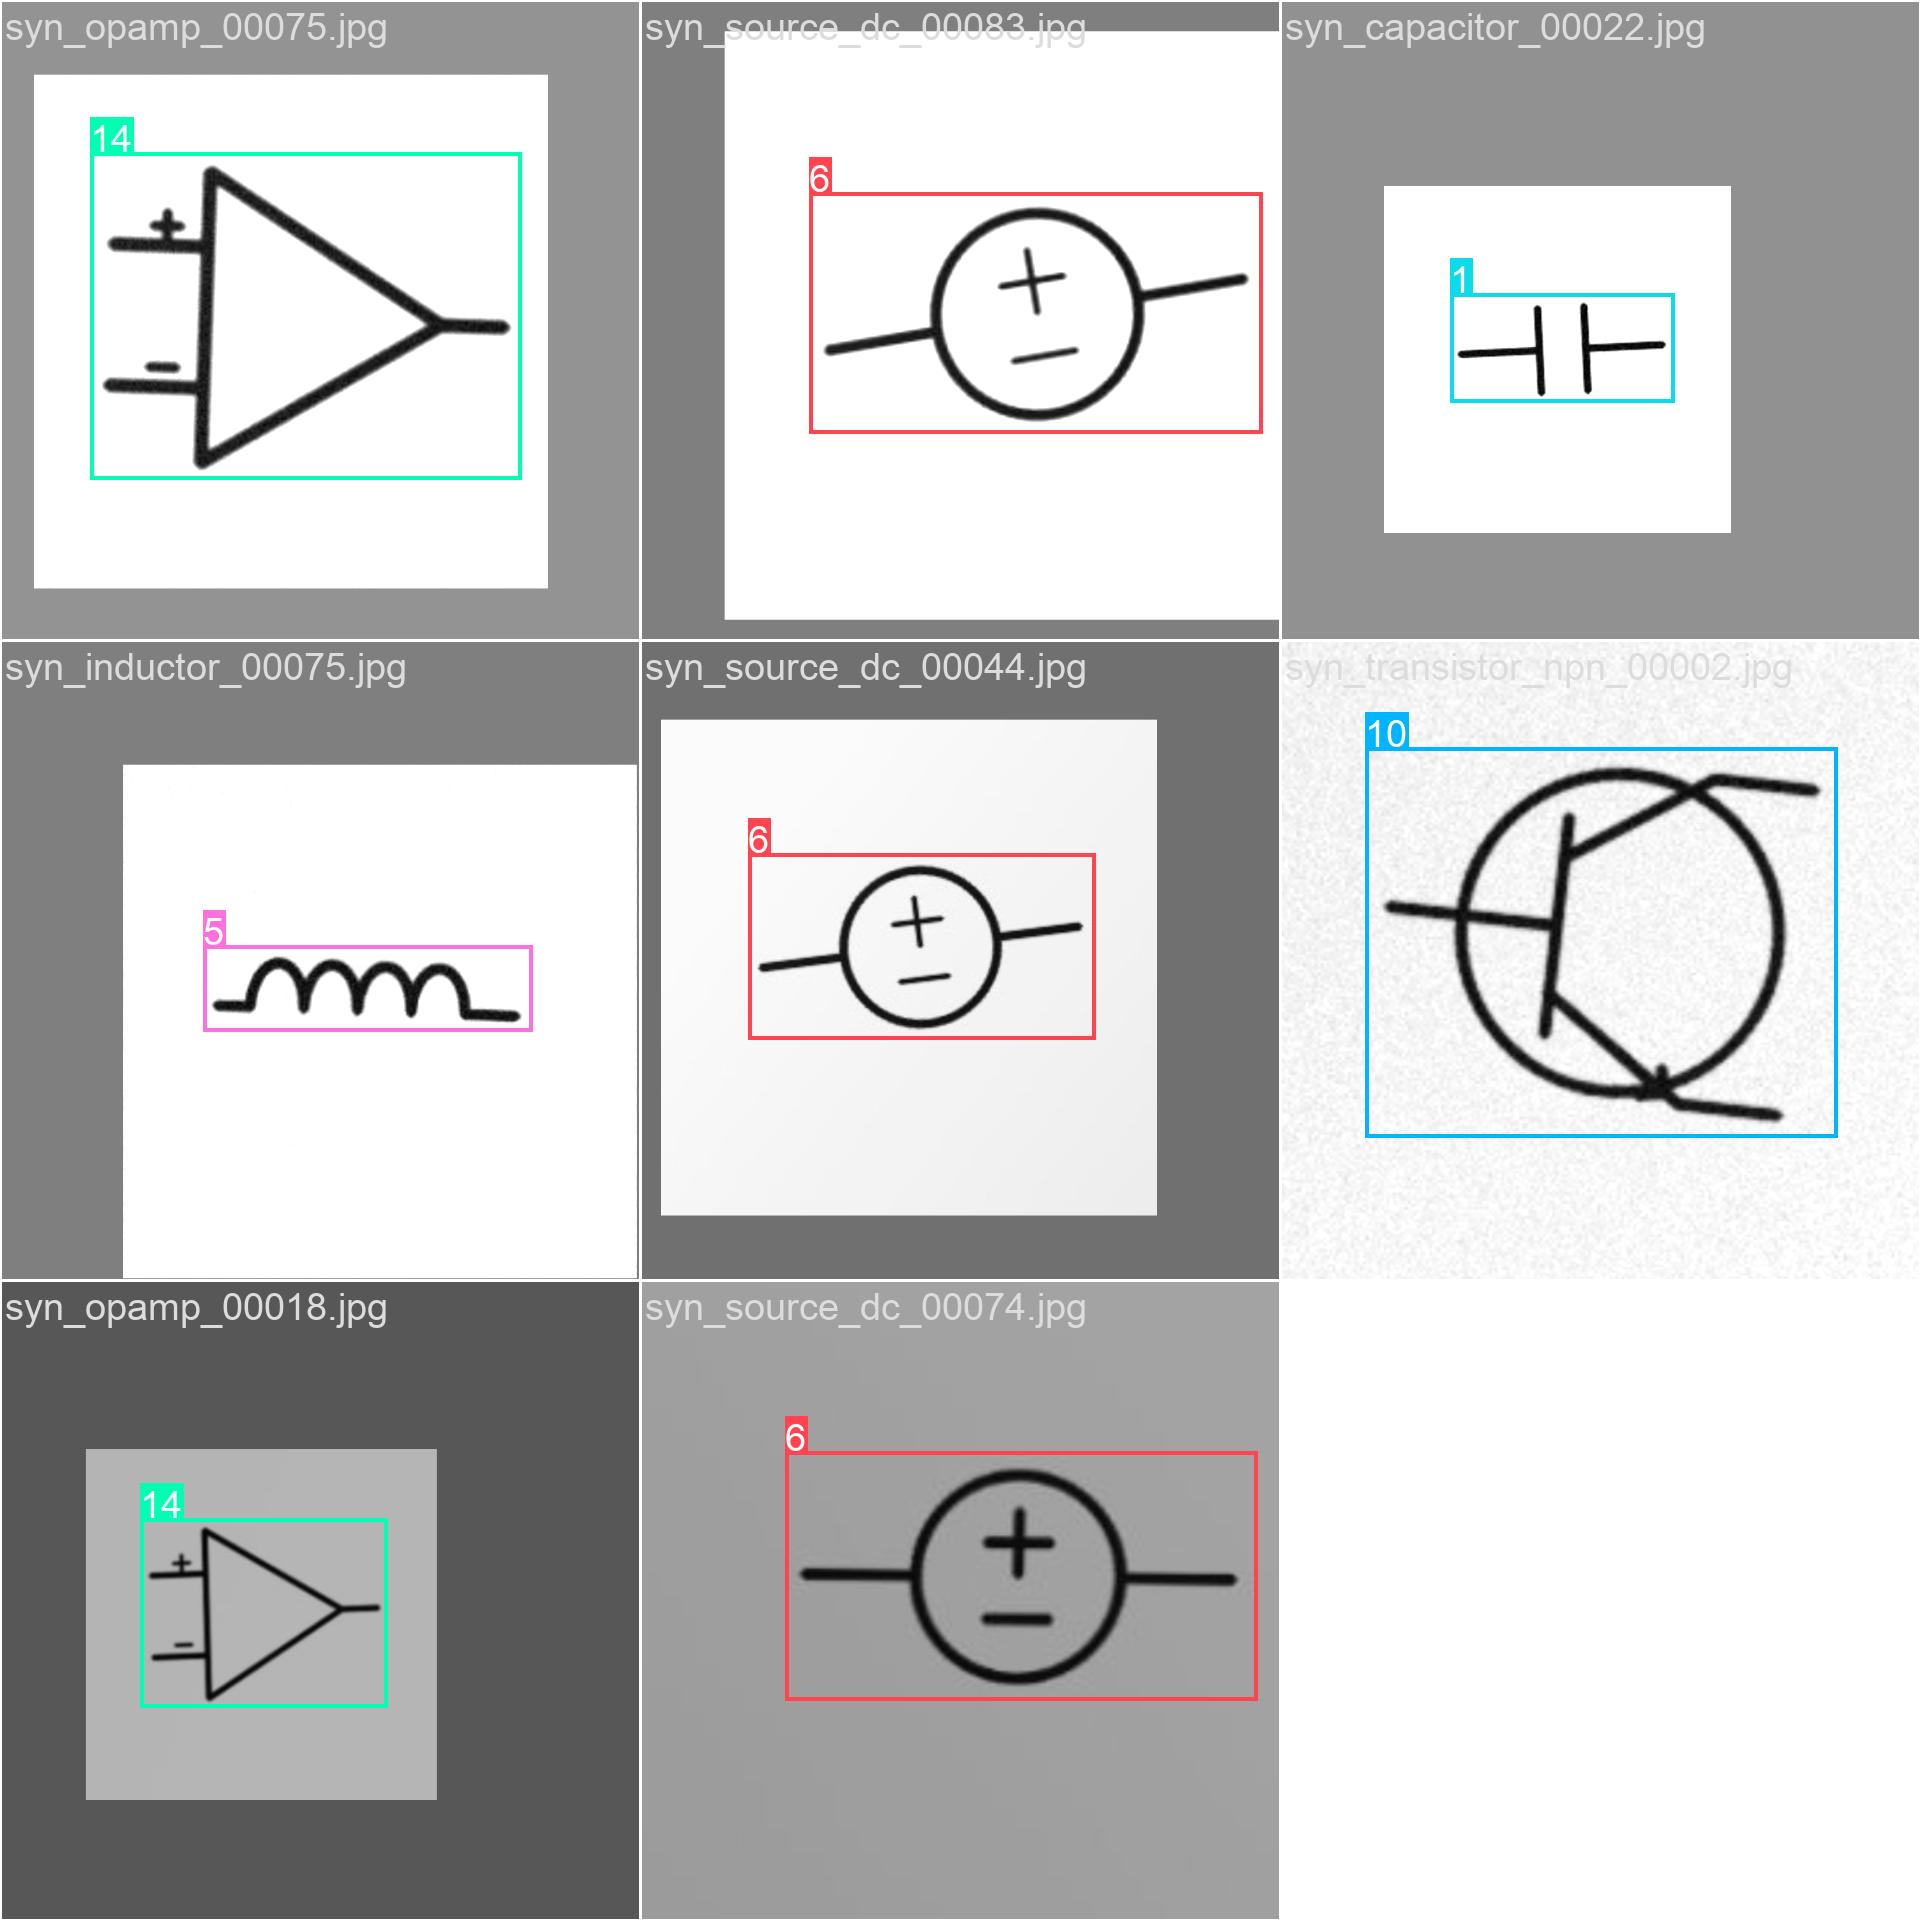 syn_opamp_00075.jpg
14
+
-
syn_source_dc_00083.jpg
6
+
-
syn_capacitor_00022.jpg
1
syn_inductor_00075.jpg
5
syn_source_dc_00044.jpg
6
+
-
syn_transistor_npn_00002.jpg
10
syn_opamp_00018.jpg
14
+
-
syn_source_dc_00074.jpg
6
+
-